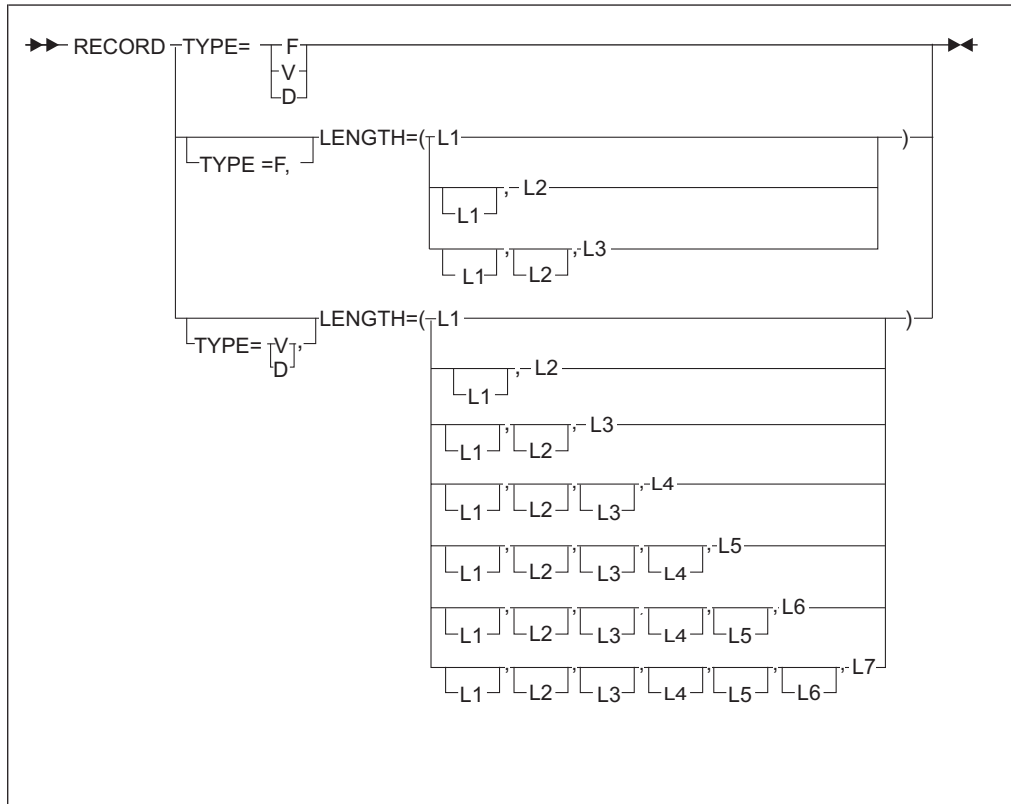 RECORD TYPE= F
V
D
TYPE =F, LENGTH=( L1 )
L1 , L2
L1 , L2 , L3
TYPE= V , LENGTH=( L1 )
D
L1 , L2
L1 , L2 , L3
L1 , L2 , L3 , L4
L1 , L2 , L3 , L4 , L5
L1 , L2 , L3 , L4 , L5 , L6
L1 , L2 , L3 , L4 , L5 , L6 , L7